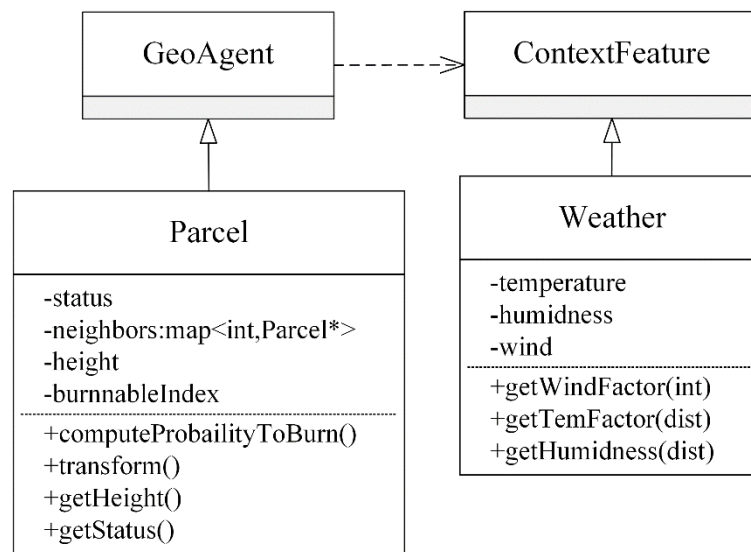 GeoAgent
ContextFeature
Parcel
-status
-neighbors:map<int,Parcel*>
-height
-burnnableIndex
+computeProbailityToBurn()
+transform()
+getHeight()
+getStatus()
Weather
-temperature
-humidness
-wind
+getWindFactor(int)
+getTemFactor(dist)
+getHumidness(dist)